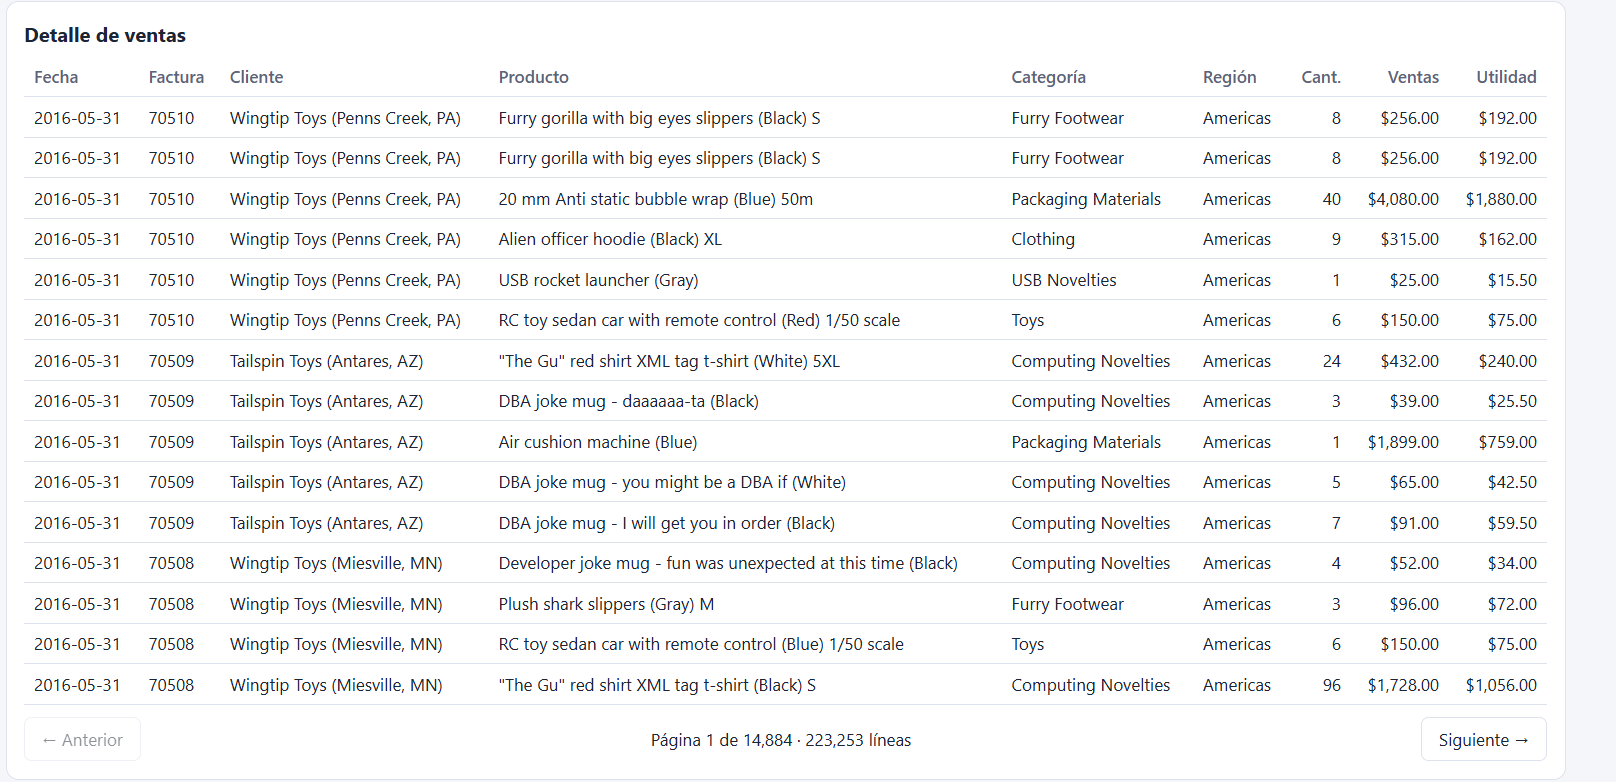 Detalle de ventas
Fecha Factura Cliente Producto Categoría Región Cant. Ventas Utilidad
2016-05-31 70510 Wingtip Toys (Penns Creek, PA) Furry gorilla with big eyes slippers (Black) S Furry Footwear Americas 8 $256.00 $192.00
2016-05-31 70510 Wingtip Toys (Penns Creek, PA) Furry gorilla with big eyes slippers (Black) S Furry Footwear Americas 8 $256.00 $192.00
2016-05-31 70510 Wingtip Toys (Penns Creek, PA) 20 mm Anti static bubble wrap (Blue) 50m Packaging Materials Americas 40 $4,080.00 $1,880.00
2016-05-31 70510 Wingtip Toys (Penns Creek, PA) Alien officer hoodie (Black) XL Clothing Americas 9 $315.00 $162.00
2016-05-31 70510 Wingtip Toys (Penns Creek, PA) USB rocket launcher (Gray) USB Novelties Americas 1 $25.00 $15.50
2016-05-31 70510 Wingtip Toys (Penns Creek, PA) RC toy sedan car with remote control (Red) 1/50 scale Toys Americas 6 $150.00 $75.00
2016-05-31 70509 Tailspin Toys (Antares, AZ) "The Gu" red shirt XML tag t-shirt (White) 5XL Computing Novelties Americas 24 $432.00 $240.00
2016-05-31 70509 Tailspin Toys (Antares, AZ) DBA joke mug - daaaaaa-ta (Black) Computing Novelties Americas 3 $39.00 $25.50
2016-05-31 70509 Tailspin Toys (Antares, AZ) Air cushion machine (Blue) Packaging Materials Americas 1 $1,899.00 $759.00
2016-05-31 70509 Tailspin Toys (Antares, AZ) DBA joke mug - you might be a DBA if (White) Computing Novelties Americas 5 $65.00 $42.50
2016-05-31 70509 Tailspin Toys (Antares, AZ) DBA joke mug - I will get you in order (Black) Computing Novelties Americas 7 $91.00 $59.50
2016-05-31 70508 Wingtip Toys (Miesville, MN) Developer joke mug - fun was unexpected at this time (Black) Computing Novelties Americas 4 $52.00 $34.00
2016-05-31 70508 Wingtip Toys (Miesville, MN) Plush shark slippers (Gray) M Furry Footwear Americas 3 $96.00 $72.00
2016-05-31 70508 Wingtip Toys (Miesville, MN) RC toy sedan car with remote control (Blue) 1/50 scale Toys Americas 6 $150.00 $75.00
2016-05-31 70508 Wingtip Toys (Miesville, MN) "The Gu" red shirt XML tag t-shirt (Black) S Computing Novelties Americas 96 $1,728.00 $1,056.00
← Anterior Página 1 de 14,884 · 223,253 líneas Siguiente →